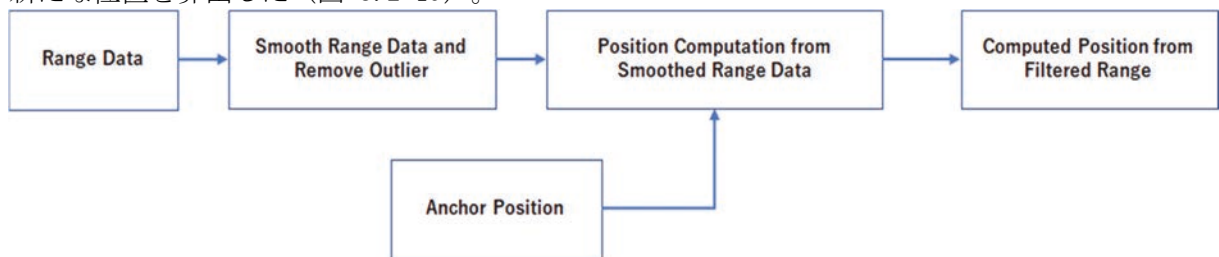 Range Data
Smooth Range Data and
Remove Outlier
Position Computation from
Smoothed Range Data
Computed Position from
Filtered Range
Anchor Position